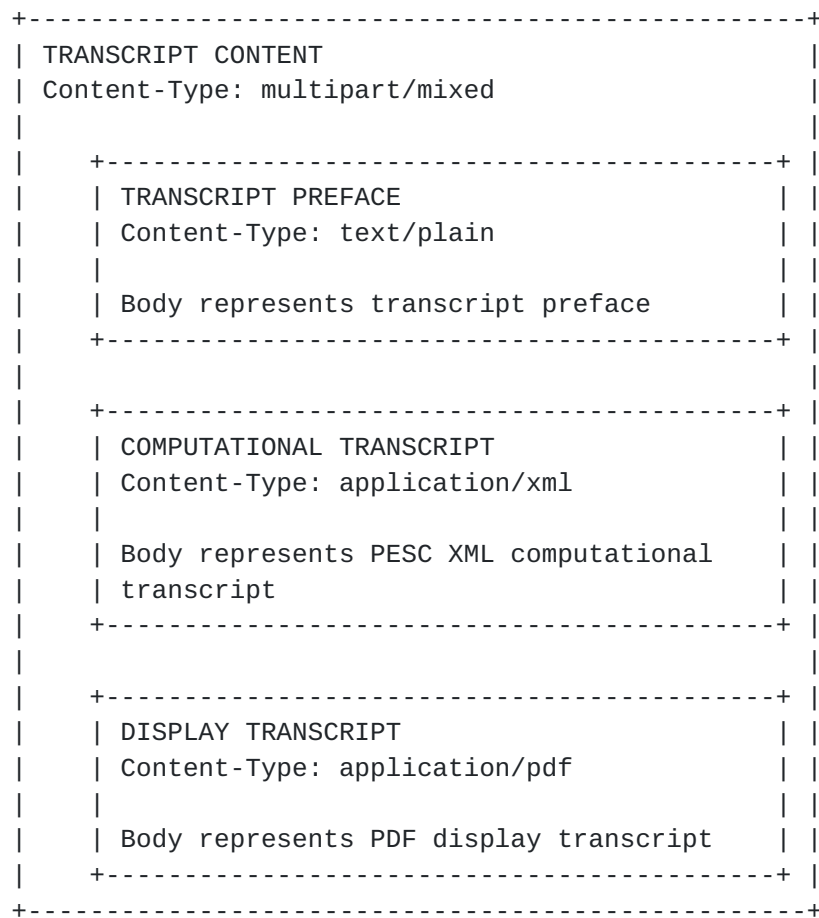 TRANSCRIPT CONTENT
Content-Type: multipart/mixed
TRANSCRIPT PREFACE
Content-Type: text/plain
Body represents transcript preface
COMPUTATIONAL TRANSCRIPT
Content-Type: application/xml
Body represents PESC XML computational
transcript
DISPLAY TRANSCRIPT
Content-Type: application/pdf
Body represents PDF display transcript